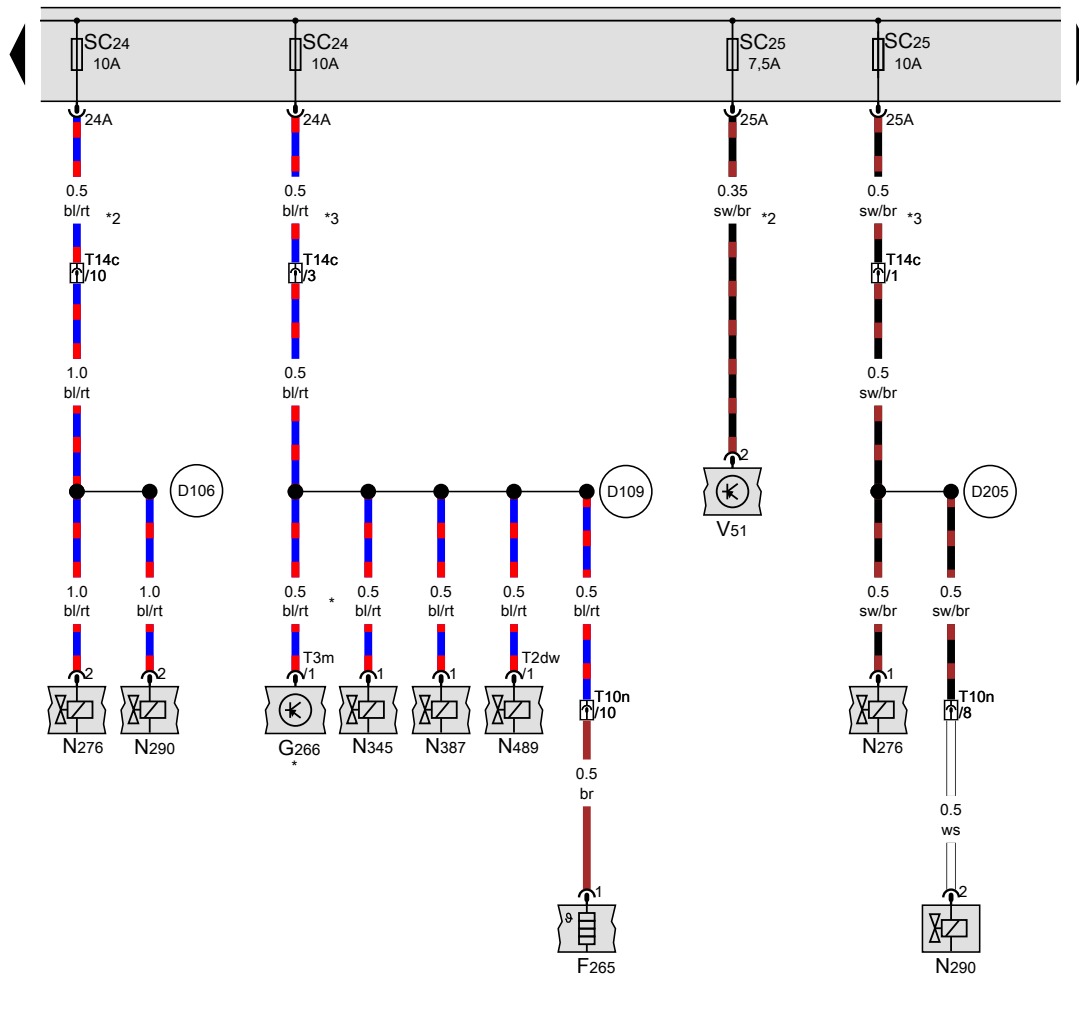 SC24 SC24 SC25 SC25
10A 10A 7,5A 10A
24A 24A 25A 25A
0.5 0.5 0.35 0.5
bl/rt *2 bl/rt *3 sw/br *2 sw/br *3
T14c T14c T14c
/10 /3 /1
1.0 0.5 0.5
bl/rt bl/rt sw/br
2
D106 D109 D205
V51
1.0 1.0 0.5 0.5 0.5 0.5 0.5 0.5 0.5
bl/rt bl/rt bl/rt * bl/rt bl/rt bl/rt bl/rt sw/br sw/br
T3m T2dw
2 2 /1 1 1 /1 1
T10n T10n
/10 /8
N276 N290 G266 N345 N387 N489 N276
*
0.5
br
0.5
ws
1 2
ϑ
F265 N290